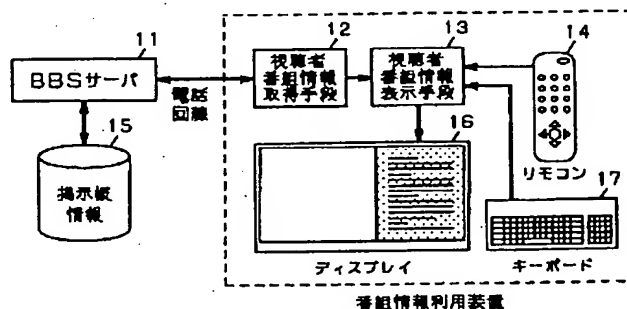 11
BBSサーバ
15
掲示板
情報
電話
回線
12
視聴者
番組情報
取得手段
13
視聴者
番組情報
表示手段
14
リモコン
16
ディスプレイ
17
キーボード
番組情報利用装置